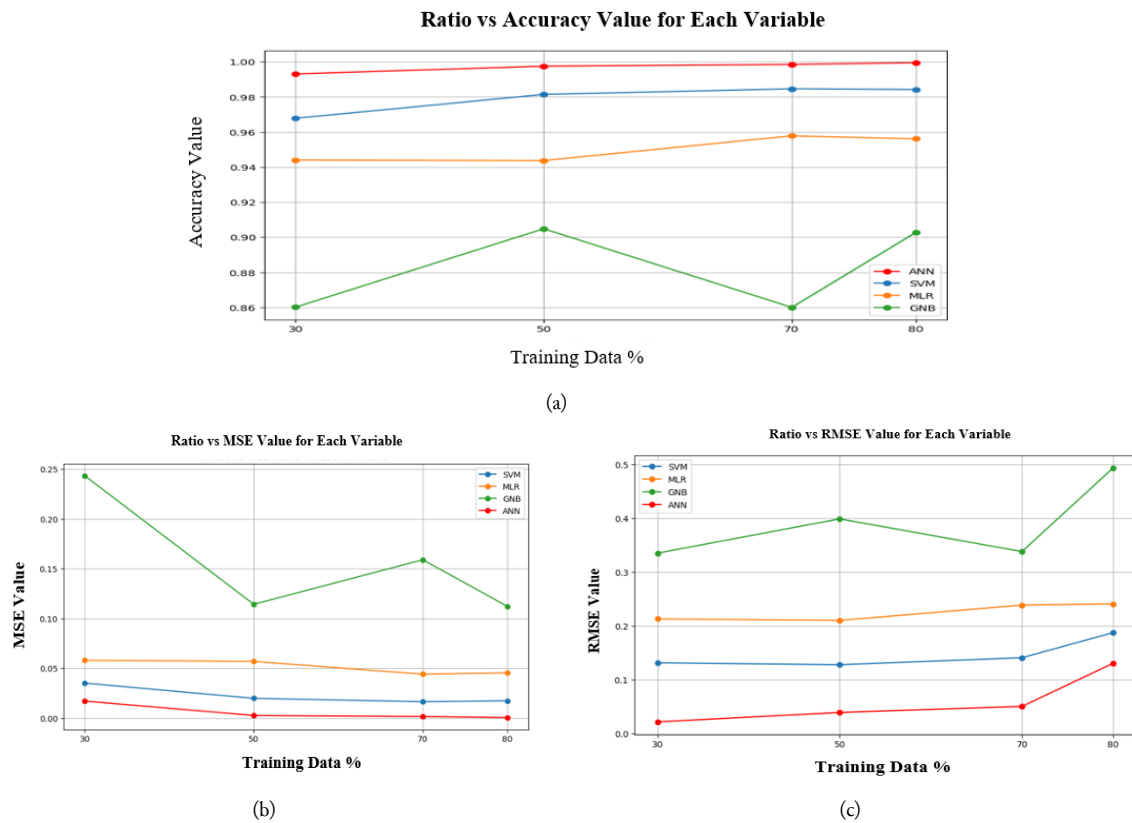 Ratio vs Accuracy Value for Each Variable
Accuracy Value
1.00
0.98
0.96
0.94
0.92
0.90
0.88
0.86
ANN
SVM
MLR
GNB
30 50 70 80
Training Data %
(a)
Ratio vs MSE Value for Each Variable
MSE Value
0.25
0.20
0.15
0.10
0.05
0.00
SVM
MLR
GNB
ANN
30 50 70 80
Training Data %
(b)
Ratio vs RMSE Value for Each Variable
RMSE Value
0.5
0.4
0.3
0.2
0.1
0.0
SVM
MLR
GNB
ANN
30 50 70 80
Training Data %
(c)